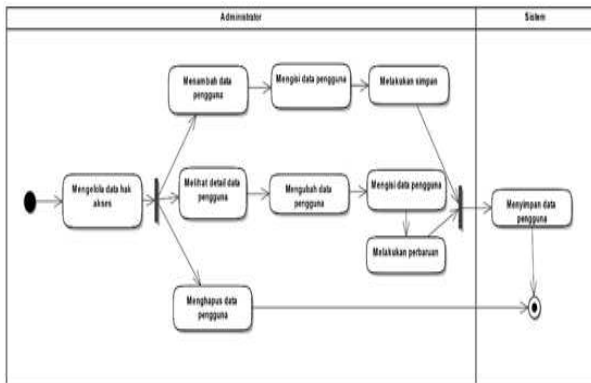 Administrator
Sistem
Menambah data
pengguna
Mengisi data pengguna
Melakukan simpan
Mengelola data hak
akses
Melihat detail data
pengguna
Mengubah data
pengguna
Mengisi data pengguna
Menyimpan data
pengguna
Melakukan perbaruan
Menghapus data
pengguna